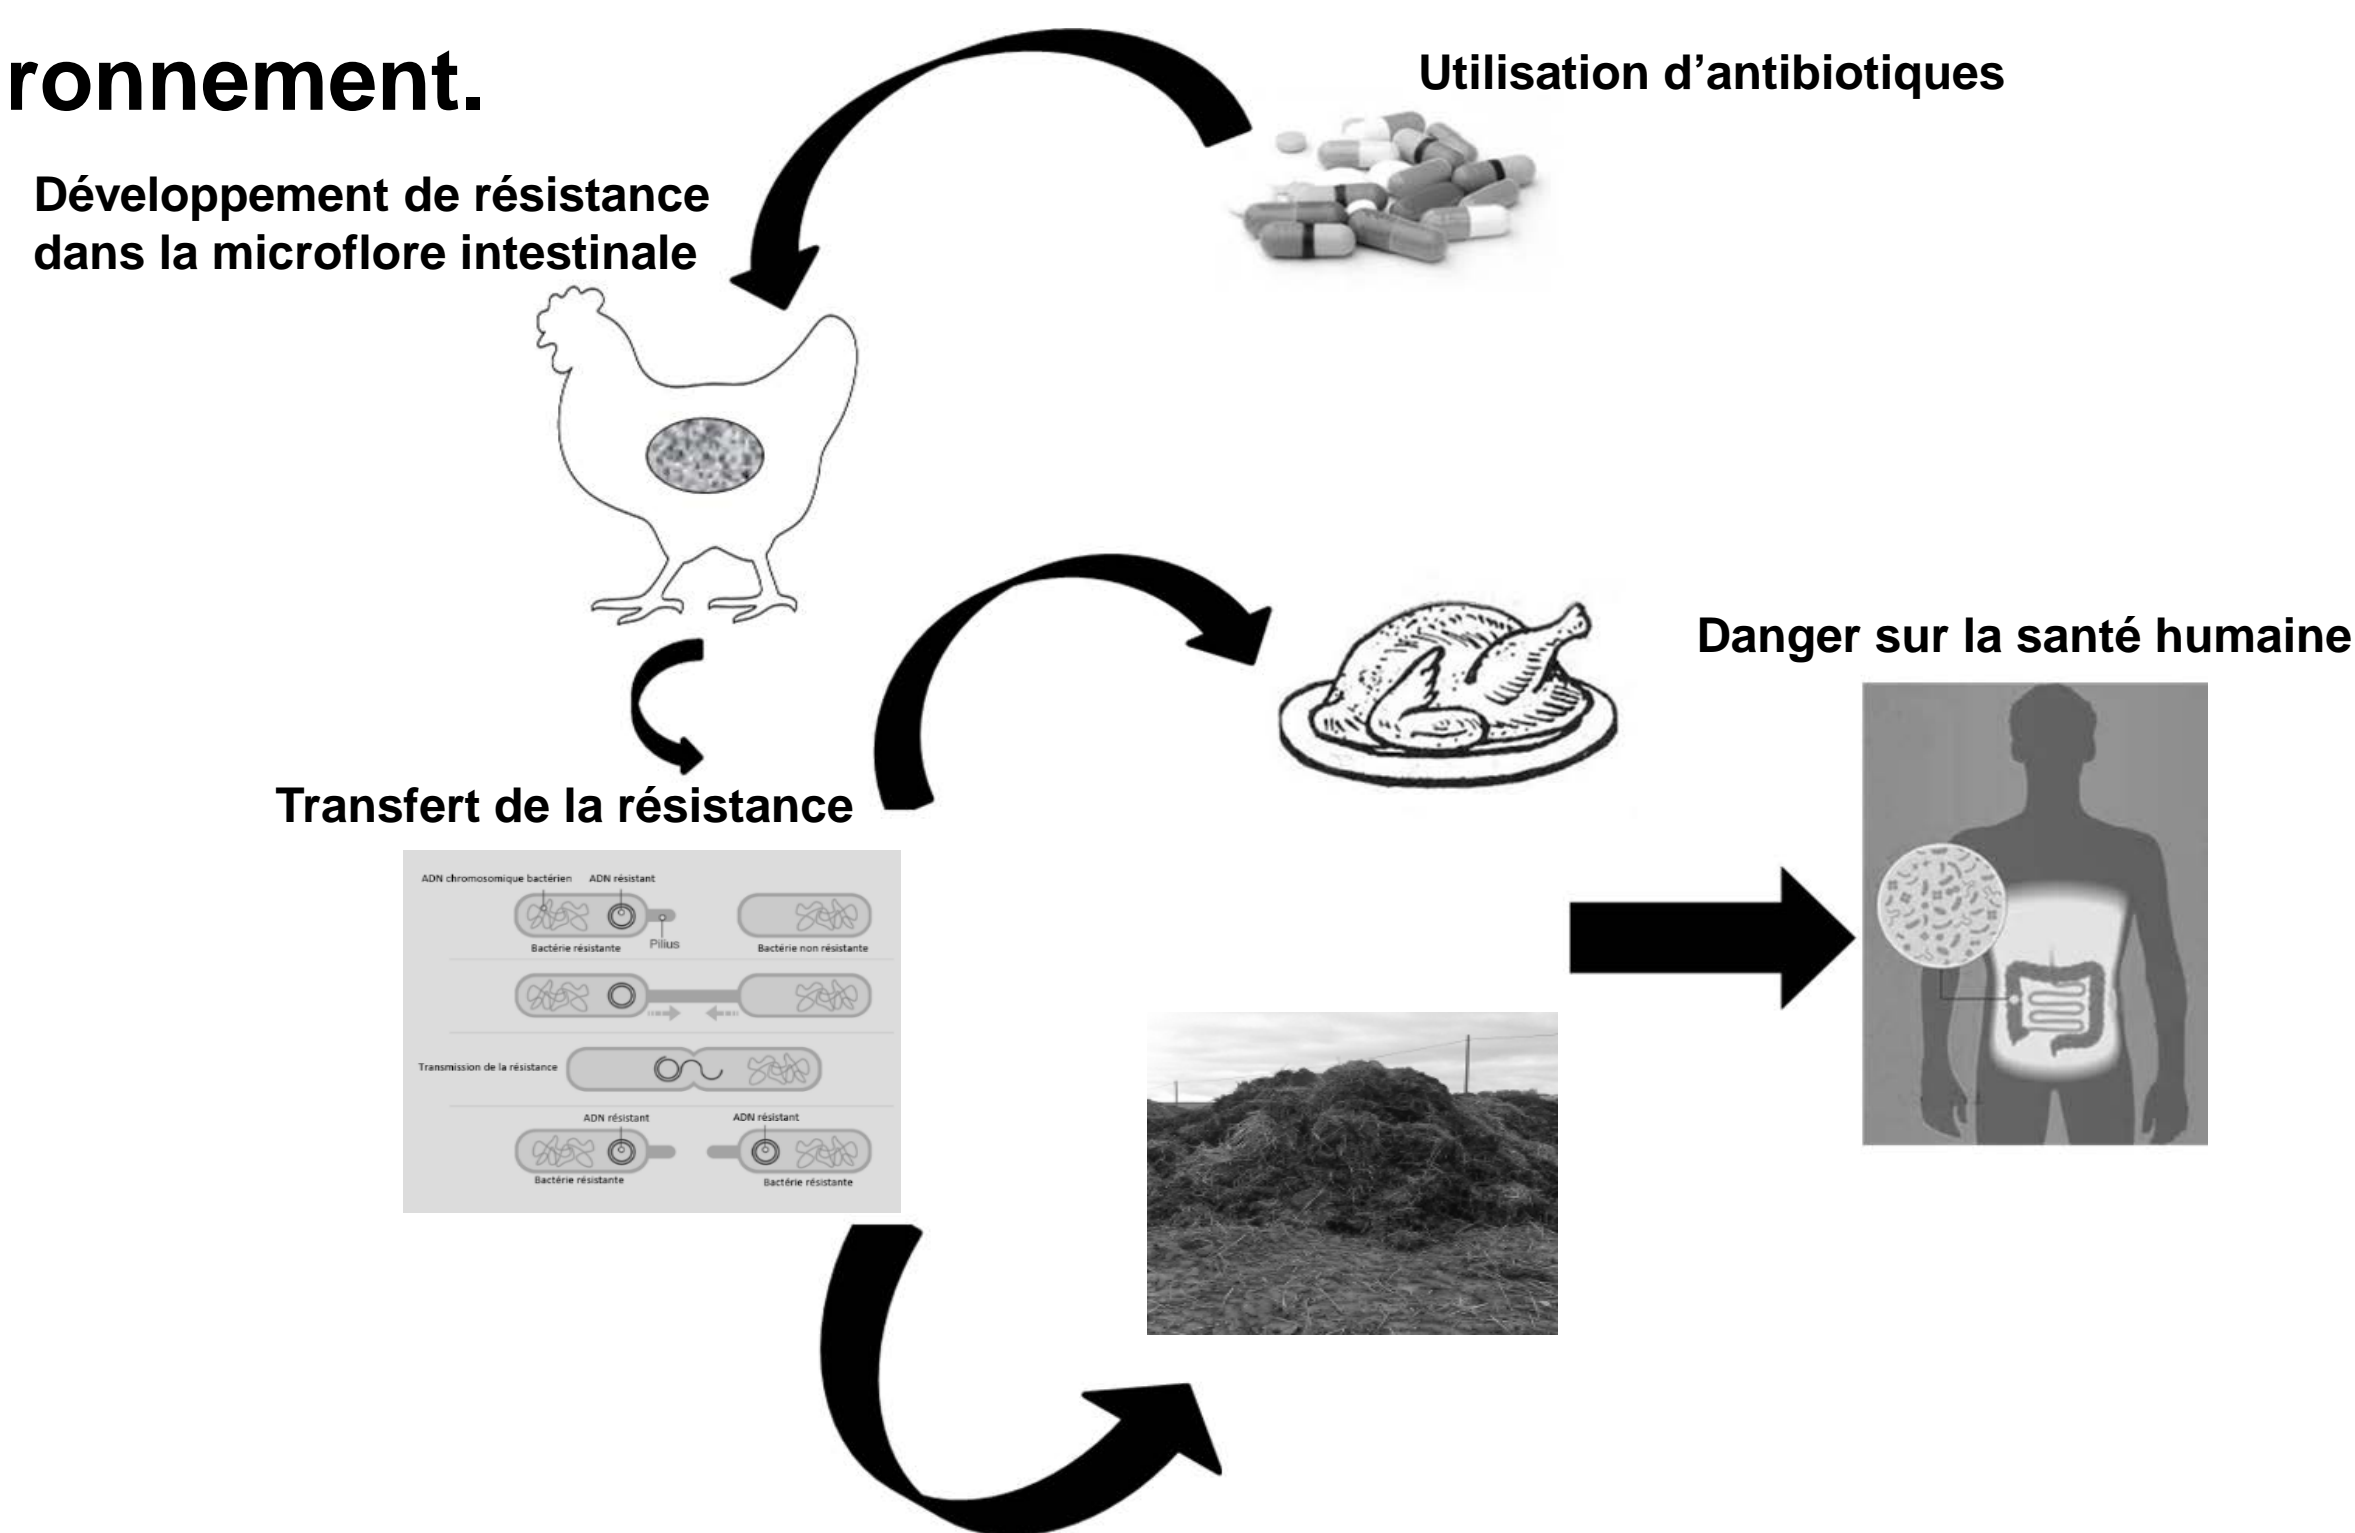 ronnement.
Utilisation d’antibiotiques
Développement de résistance
dans la microflore intestinale
Danger sur la santé humaine
Transfert de la résistance
ADN chromosomique bactérien ADN résistant
Bactérie résistante
Pilius
Bactérie non résistante
Transmission de la résistance
ADN résistant ADN résistant
Bactérie résistante Bactérie résistante